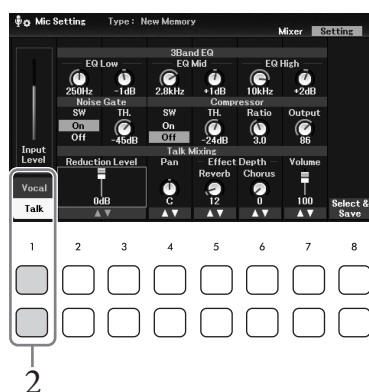 Mic Setting Type : New Memory
Mixer Setting
3Band EQ
EQ Low EQ Mid EQ High
250Hz -1dB 2.8kHz +1dB 10kHz +2dB
Noise Gate Compressor
SW TH. SW TH. Ratio Output
On On
Off -45dB Off -24dB 3.0 86
Input Level
Talk Mixing
Reduction Level Pan Effect Depth Volume
Reverb Chorus
Vocal
0dB C 12 0 100
Talk ▲▼ ▲▼ ▲▼ ▲▼ ▲▼ Select & Save
1 2 3 4 5 6 7 8
2